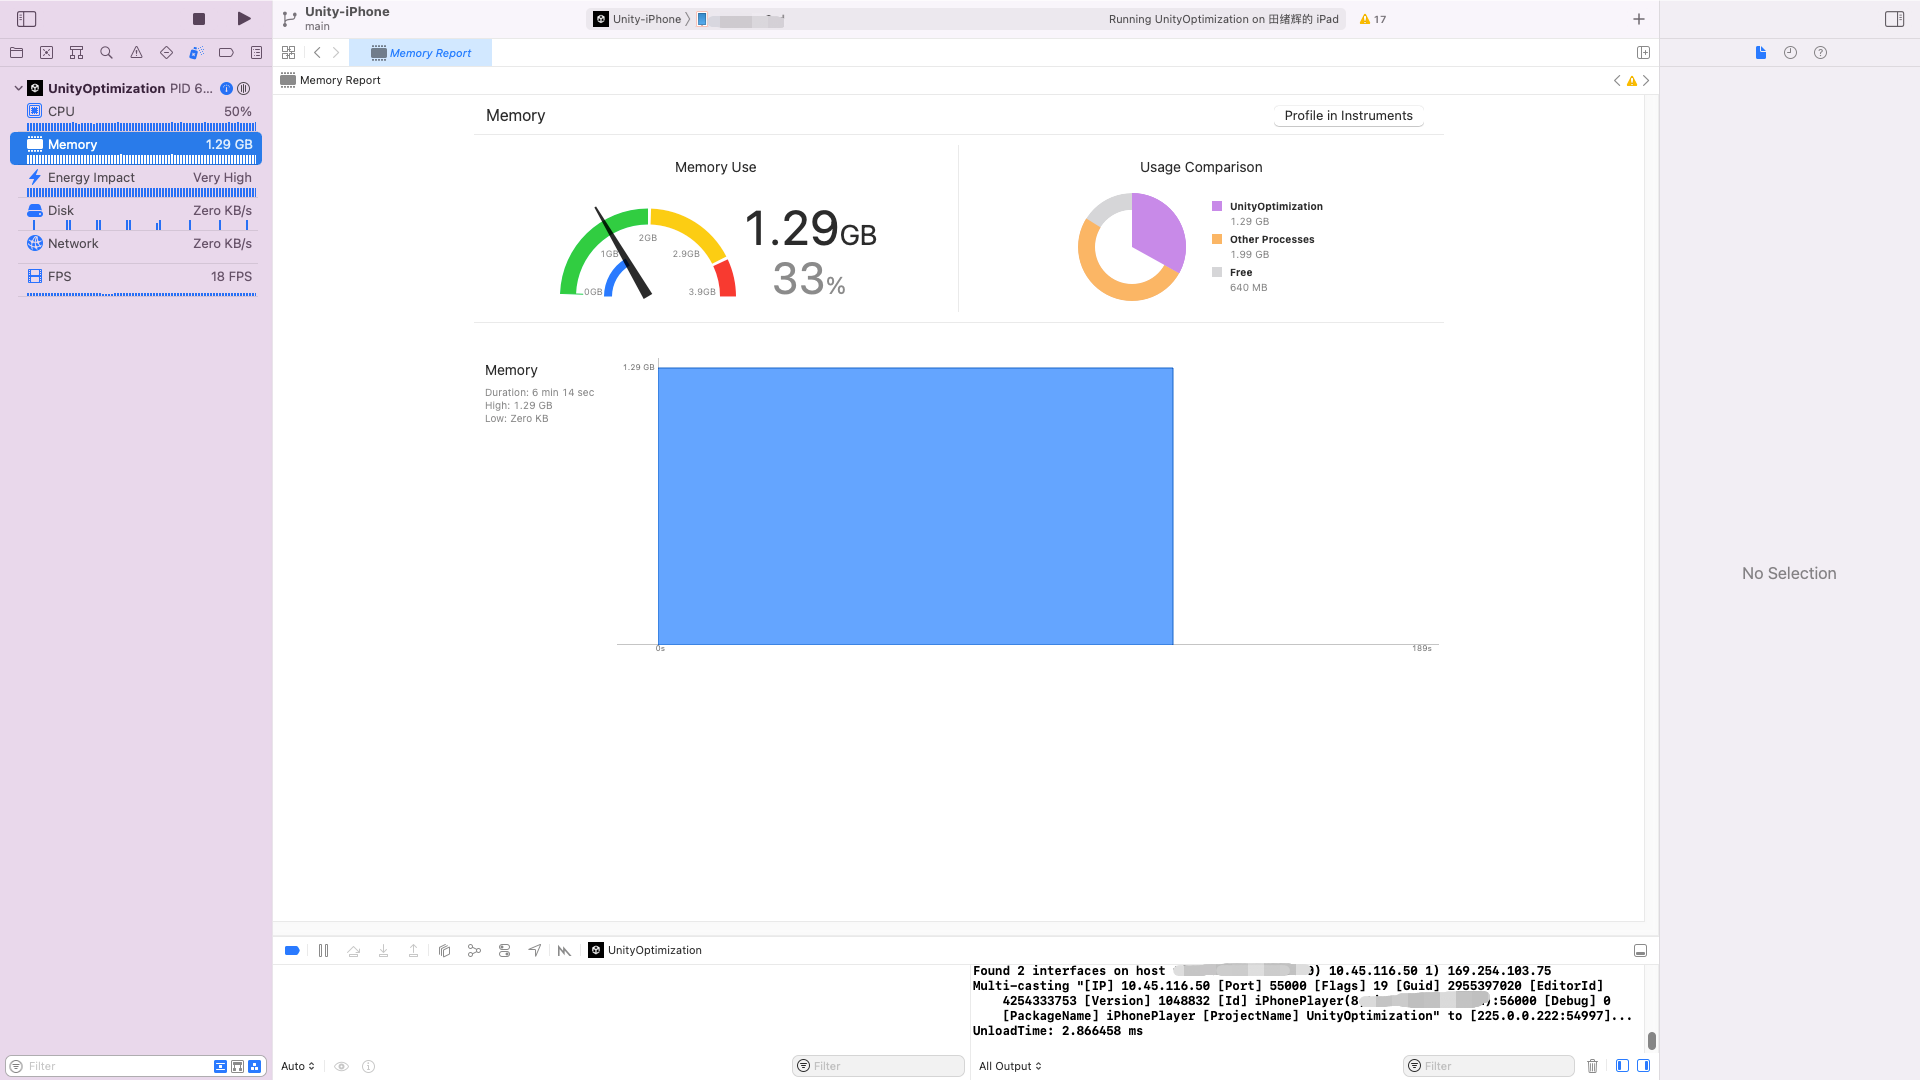 Unity-iPhone
main
Unity-iPhone
Running UnityOptimization on 田绪辉的 iPad
17
Memory Report
Memory Report
UnityOptimization PID 6...
CPU 50%
Memory 1.29 GB
Energy Impact Very High
Disk Zero KB/s
Network Zero KB/s
FPS 18 FPS
Memory
Profile in Instruments
Memory Use
0GB
1GB
2GB
2.9GB
3.9GB
1.29GB
33%
Usage Comparison
UnityOptimization
1.29 GB
Other Processes
1.99 GB
Free
640 MB
Memory
Duration: 6 min 14 sec
High: 1.29 GB
Low: Zero KB
1.29 GB
0s
189s
No Selection
UnityOptimization
Found 2 interfaces on host 0) 10.45.116.50 1) 169.254.103.75
Multi-casting "[IP] 10.45.116.50 [Port] 55000 [Flags] 19 [Guid] 2955397020 [EditorId]
4254333753 [Version] 1048832 [Id] iPhonePlayer(8 ):56000 [Debug] 0
[PackageName] iPhonePlayer [ProjectName] UnityOptimization" to [225.0.0.222:54997]...
UnloadTime: 2.866458 ms
Filter
Auto
Filter
All Output
Filter